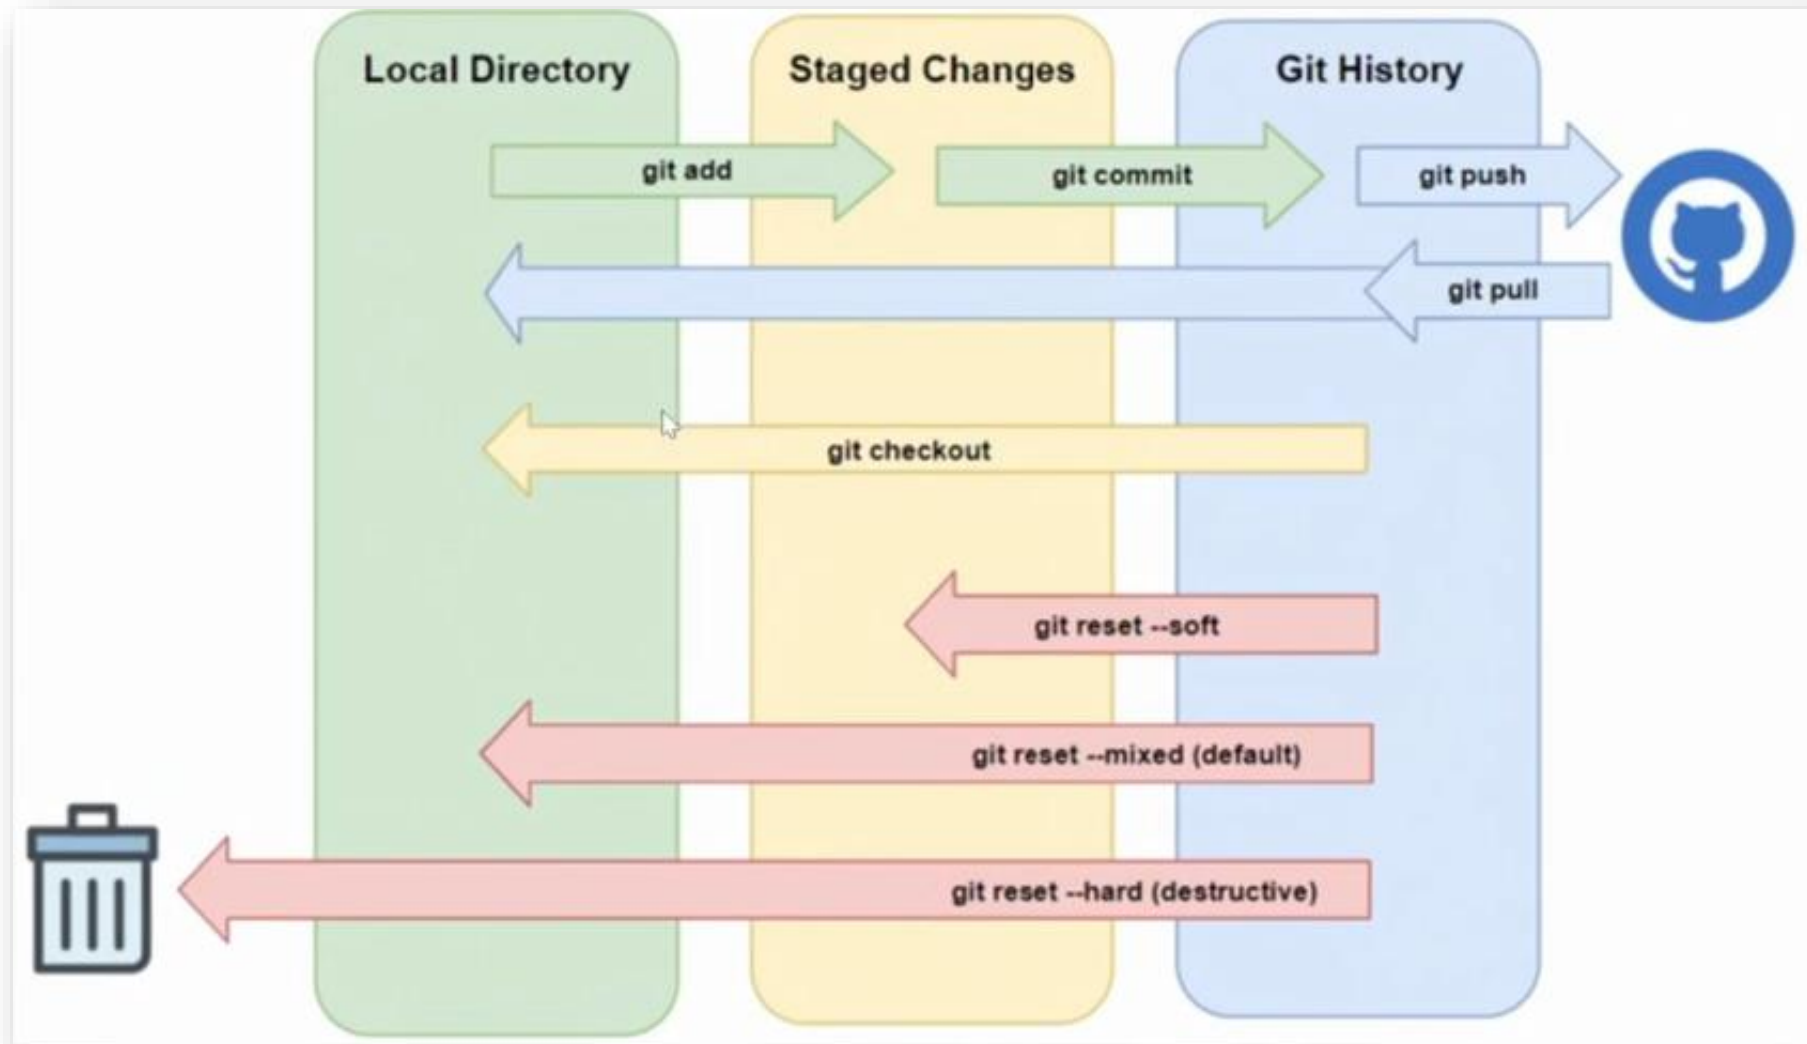 Local Directory
Staged Changes
Git History
git add
git commit
git push
git pull
git checkout
git reset --soft
git reset --mixed (default)
git reset --hard (destructive)